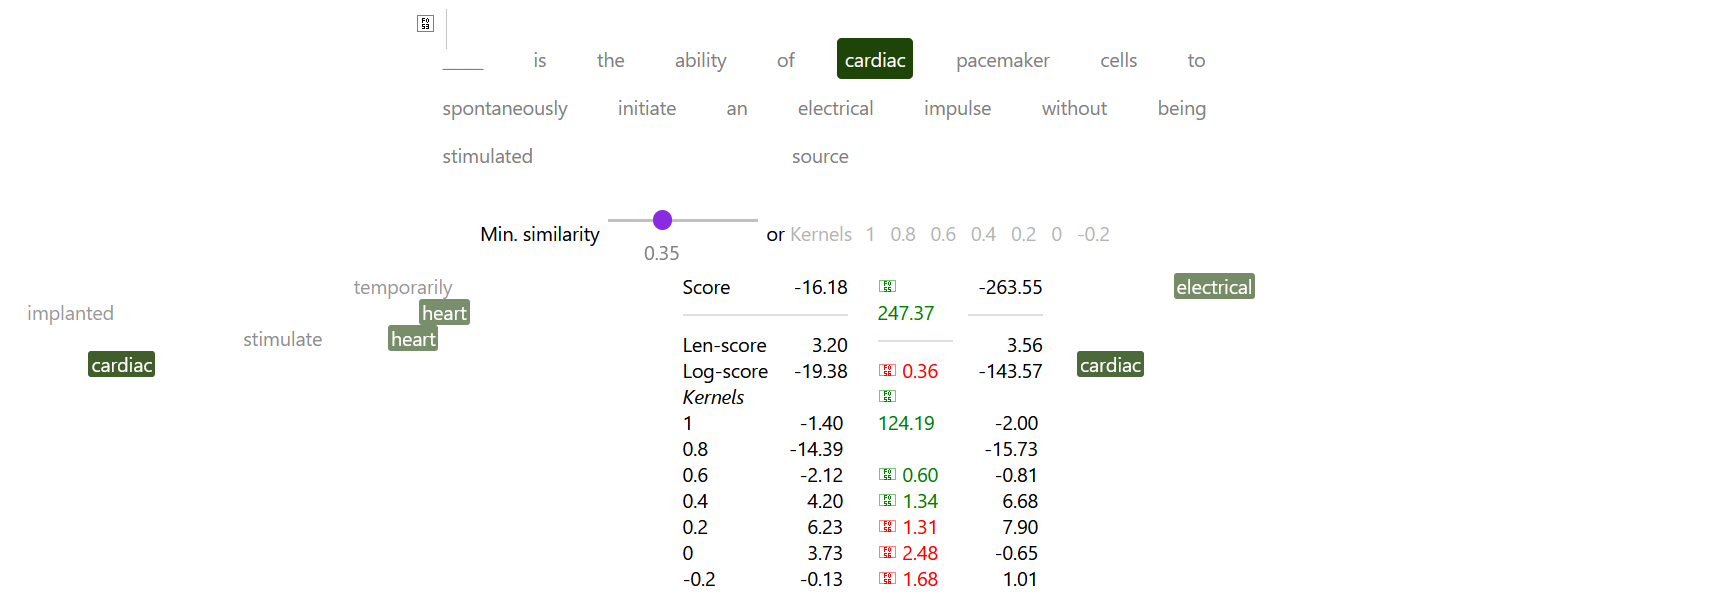 ____ is the ability of cardiac pacemaker cells to
spontaneously initiate an electrical impulse without being
stimulated source
Min. similarity or Kernels 1 0.8 0.6 0.4 0.2 0 -0.2
0.35
temporarily Score -16.18 -263.55 electrical
implanted heart 247.37
stimulate heart Len-score 3.20 3.56
cardiac Log-score -19.38 0.36 -143.57 cardiac
Kernels
1 -1.40 124.19 -2.00
0.8 -14.39 -15.73
0.6 -2.12 0.60 -0.81
0.4 4.20 1.34 6.68
0.2 6.23 1.31 7.90
0 3.73 2.48 -0.65
-0.2 -0.13 1.68 1.01